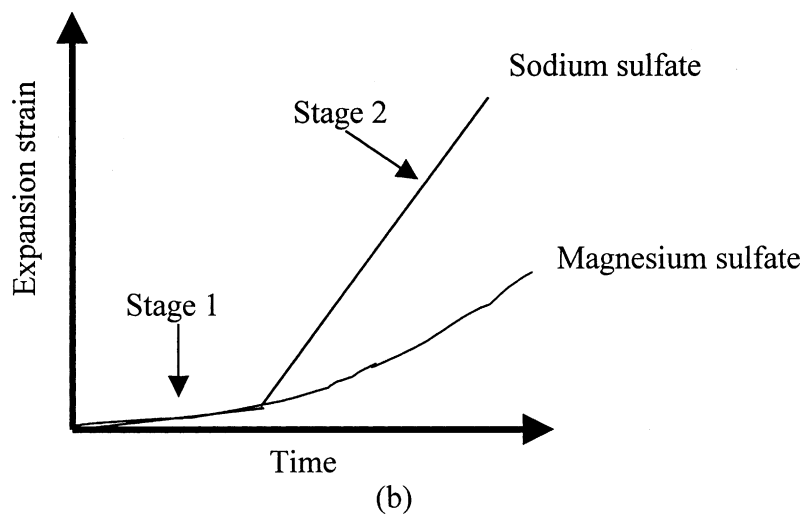 Sodium sulfate
Stage 2
Expansion strain
Magnesium sulfate
Stage 1
Time
(b)